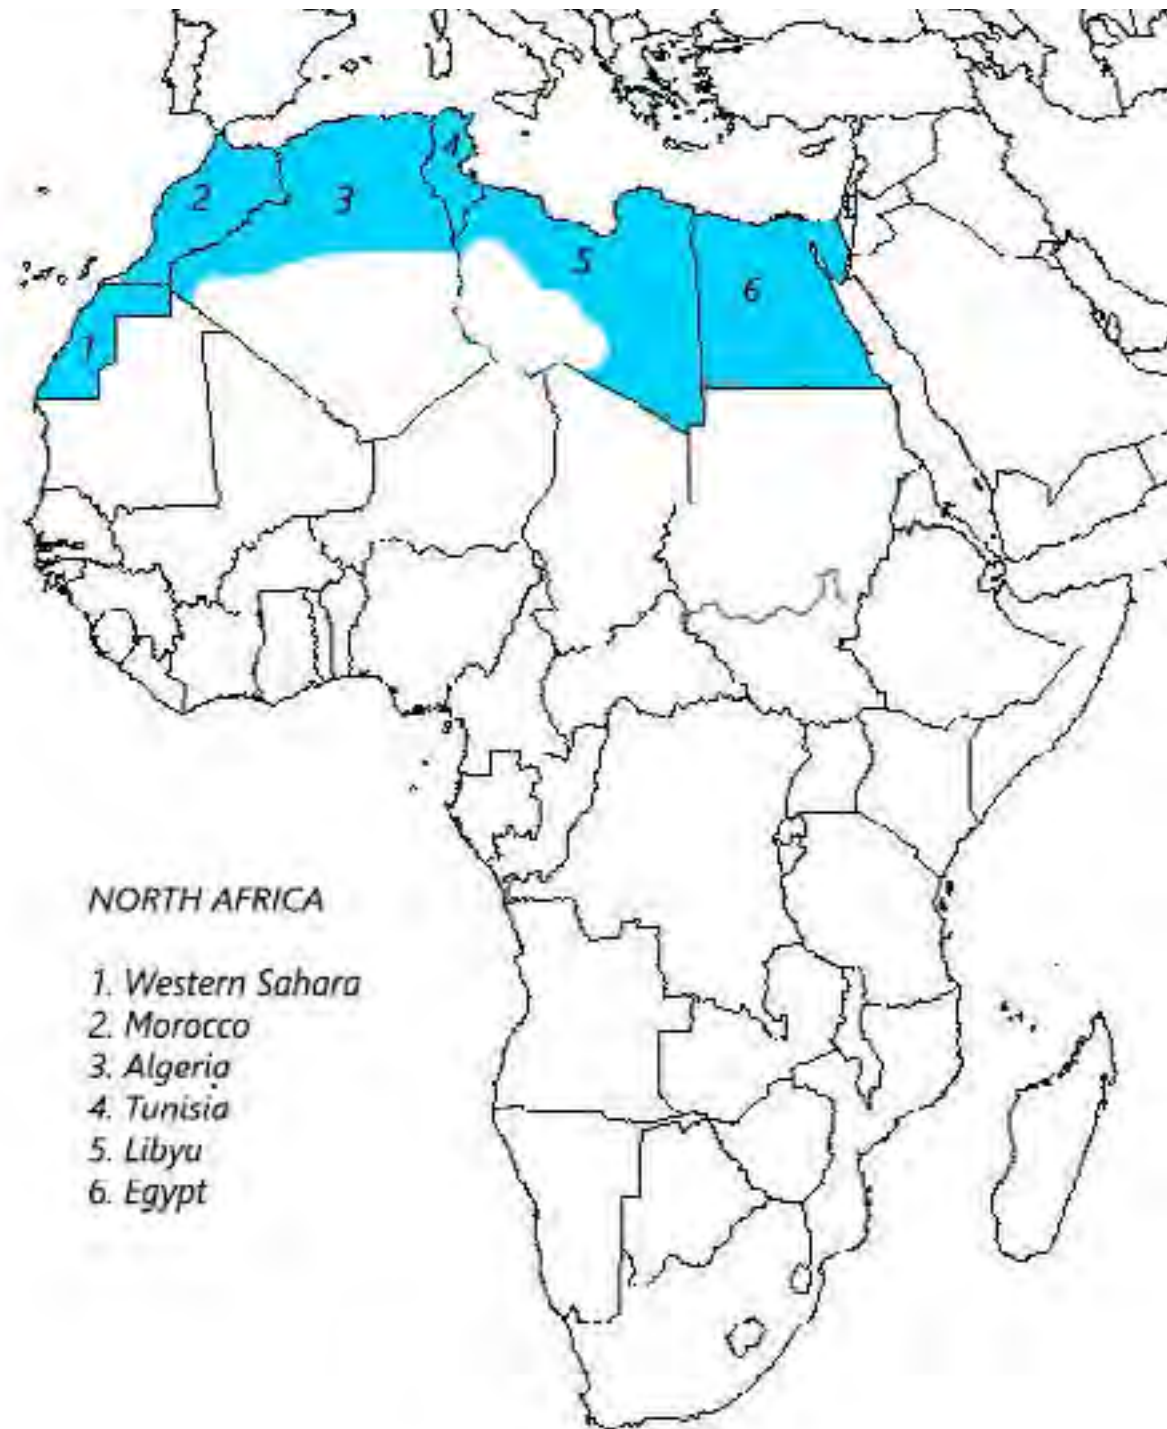 2
3
4
5
6
1
NORTH AFRICA
1. Western Sahara
2. Morocco
3. Algeria
4. Tunisia
5. Libyu
6. Egypt